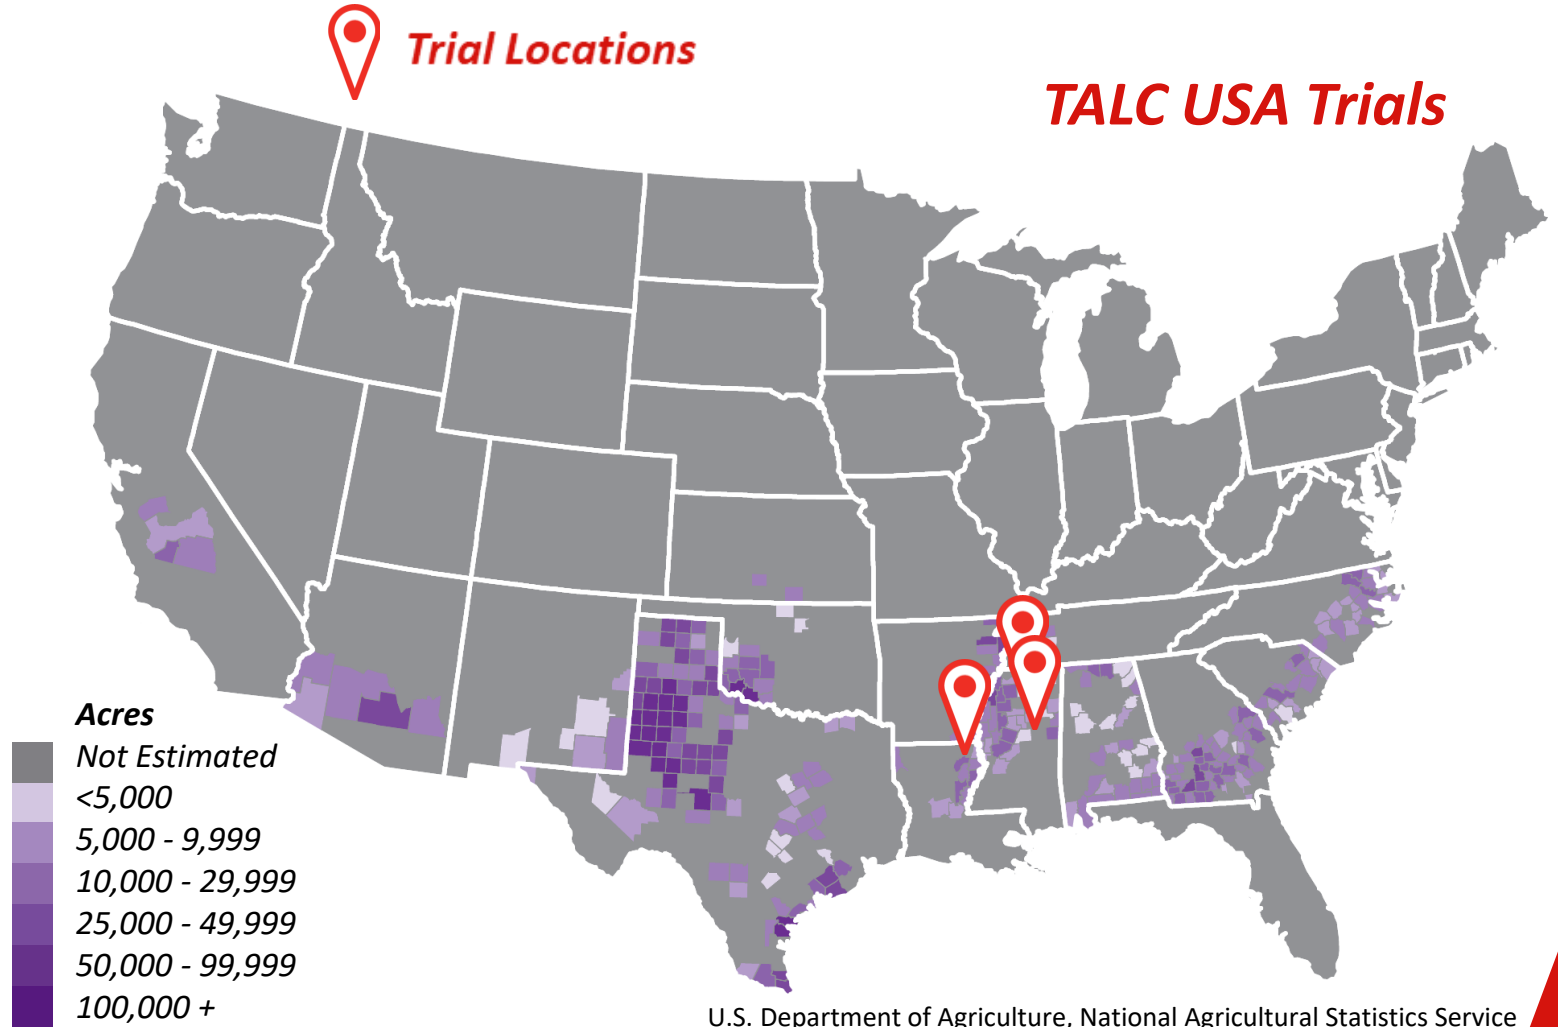 Trial Locations
TALC USA Trials
Acres
Not Estimated
<5,000
5,000 - 9,999
10,000 - 29,999
25,000 - 49,999
50,000 - 99,999
100,000 +
U.S. Department of Agriculture, National Agricultural Statistics Service